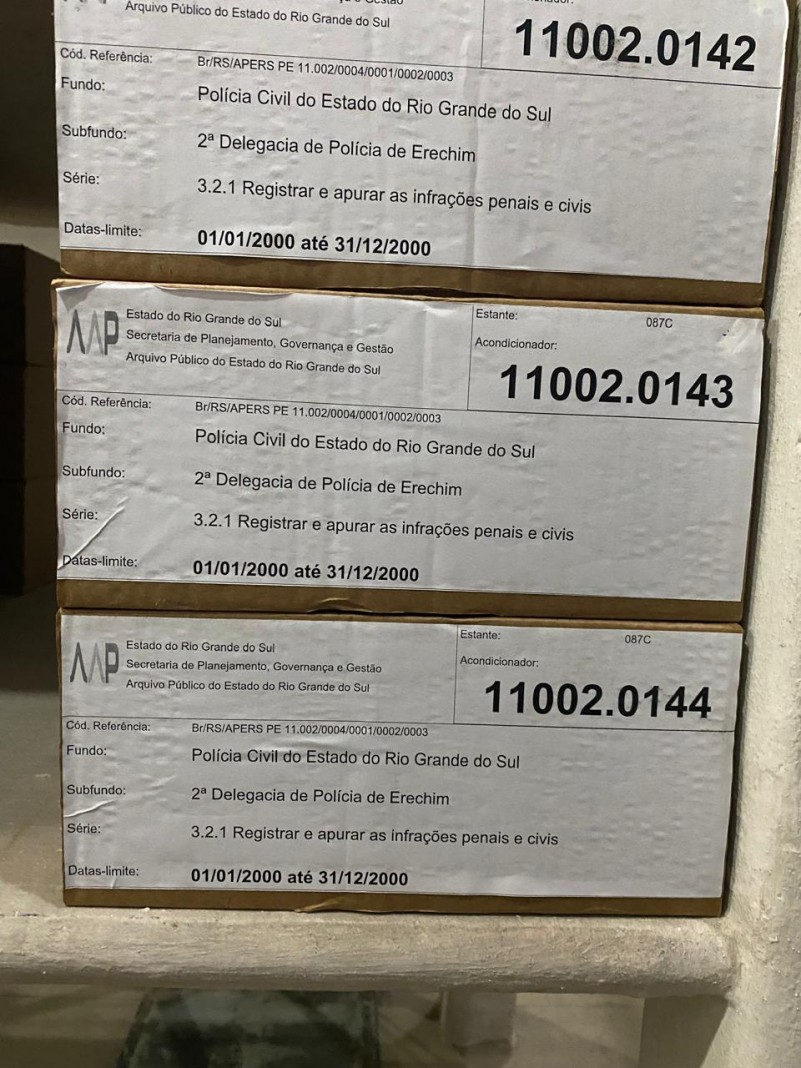 Arquivo Público do Estado do Rio Grande do Sul
11002.0142
Cód. Referência: Br/RS/APERS PE 11.002/0004/0001/0002/0003
Fundo: Polícia Civil do Estado do Rio Grande do Sul
Subfundo: 2ª Delegacia de Polícia de Erechim
Série: 3.2.1 Registrar e apurar as infrações penais e civis
Datas-limite: 01/01/2000 até 31/12/2000
AAP
Estado do Rio Grande do Sul
Secretaria de Planejamento, Governança e Gestão
Arquivo Público do Estado do Rio Grande do Sul
Estante: 087C
Acondicionador:
11002.0143
Cód. Referência: Br/RS/APERS PE 11.002/0004/0001/0002/0003
Fundo: Polícia Civil do Estado do Rio Grande do Sul
Subfundo: 2ª Delegacia de Polícia de Erechim
Série: 3.2.1 Registrar e apurar as infrações penais e civis
Datas-limite: 01/01/2000 até 31/12/2000
AAP
Estado do Rio Grande do Sul
Secretaria de Planejamento, Governança e Gestão
Arquivo Público do Estado do Rio Grande do Sul
Estante: 087C
Acondicionador:
11002.0144
Cód. Referência: Br/RS/APERS PE 11.002/0004/0001/0002/0003
Fundo: Polícia Civil do Estado do Rio Grande do Sul
Subfundo: 2ª Delegacia de Polícia de Erechim
Série: 3.2.1 Registrar e apurar as infrações penais e civis
Datas-limite: 01/01/2000 até 31/12/2000